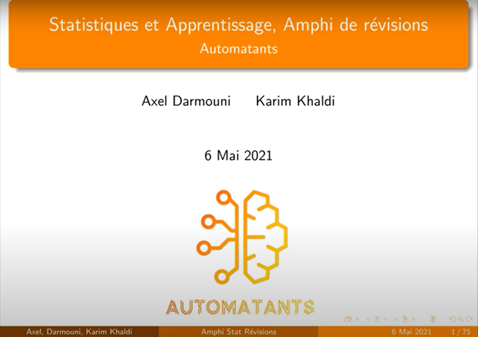 Statistiques et Apprentissage, Amphi de révisions
Automatants
Axel Darmouni Karim Khaldi
6 Mai 2021
AUTOMATANTS
Axel, Darmouni, Karim Khaldi Amphi Stat Révisions 6 Mai 2021 1 / 75